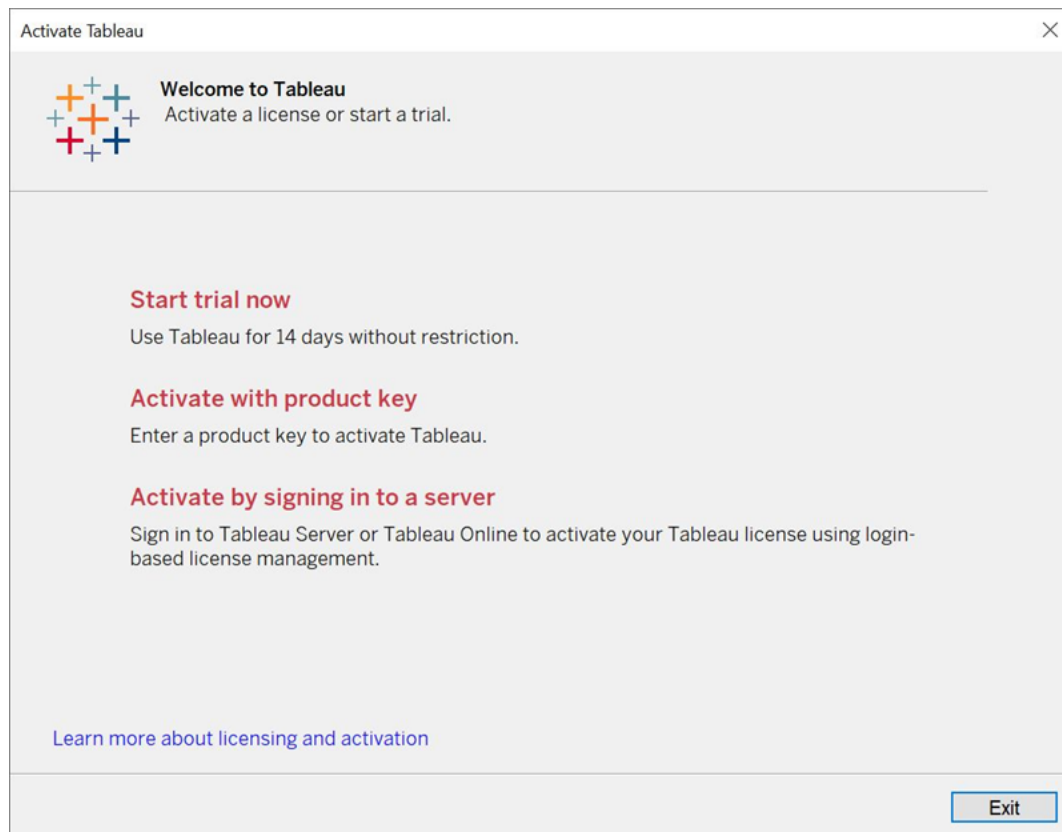 Activate Tableau
Welcome to Tableau
Activate a license or start a trial.
Start trial now
Use Tableau for 14 days without restriction.
Activate with product key
Enter a product key to activate Tableau.
Activate by signing in to a server
Sign in to Tableau Server or Tableau Online to activate your Tableau license using login-
based license management.
Learn more about licensing and activation
Exit